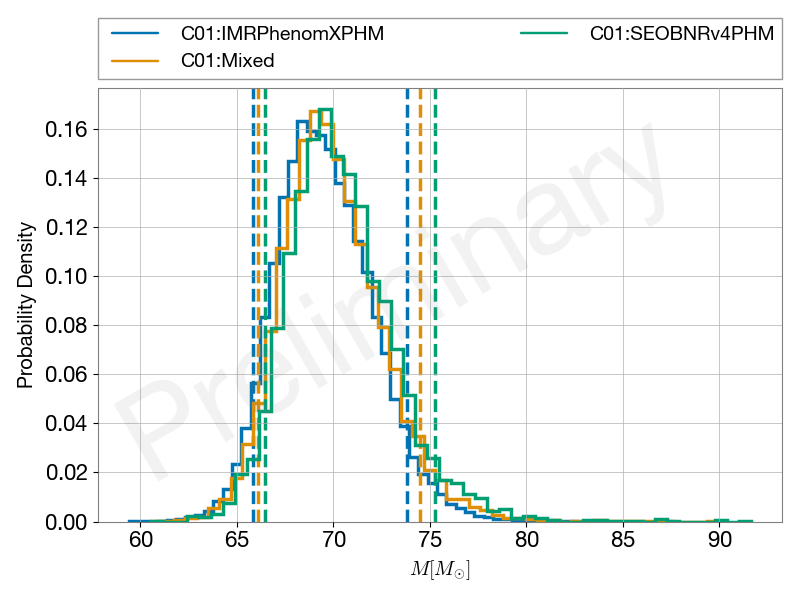 C01:IMRPhenomXPHM
C01:Mixed
C01:SEOBNRv4PHM
Preliminary
Probability Density
0.16
0.14
0.12
0.10
0.08
0.06
0.04
0.02
0.00
60 65 70 75 80 85 90
M[M⊙]